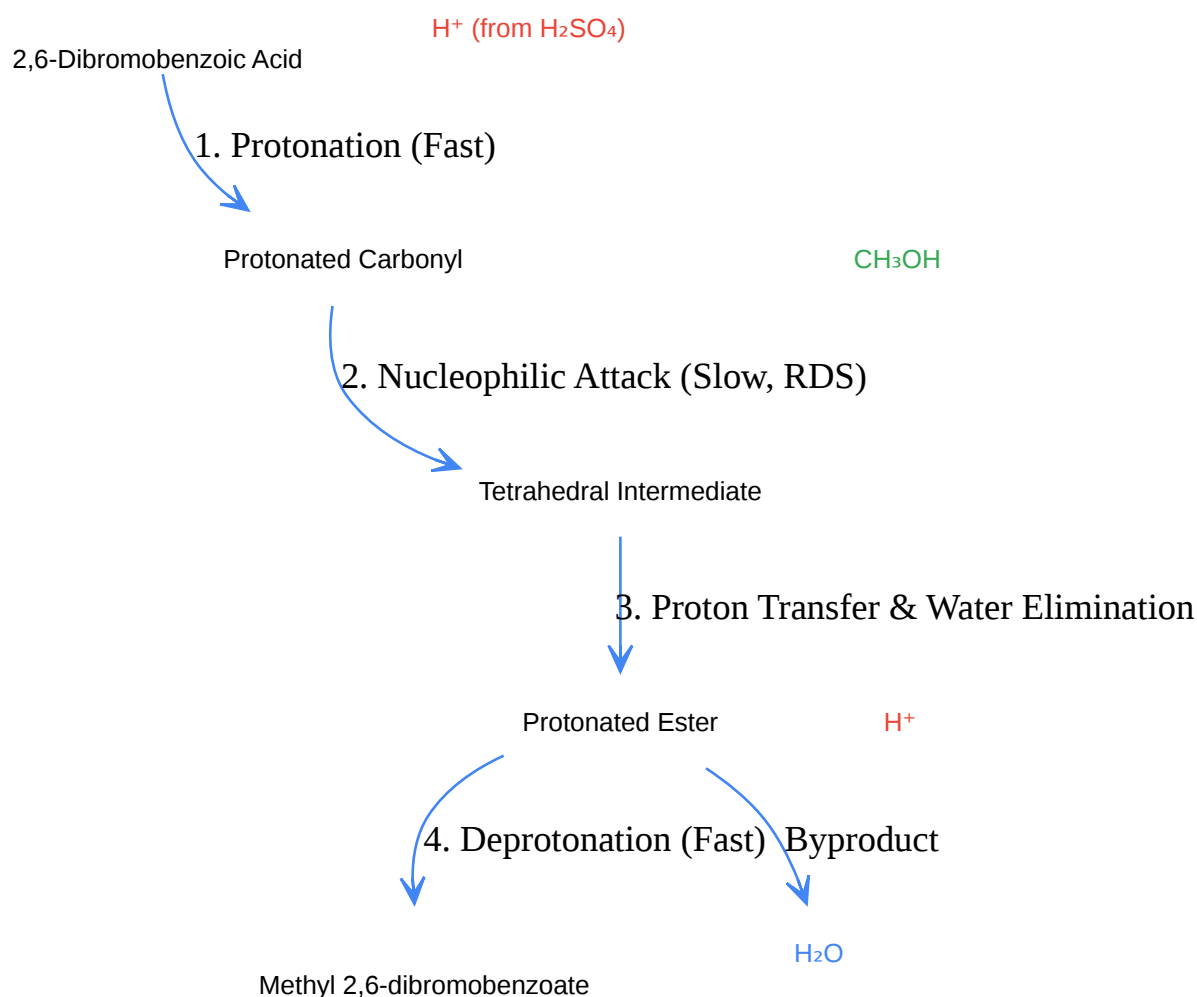 H⁺ (from H₂SO₄)
2,6-Dibromobenzoic Acid
1. Protonation (Fast)
Protonated Carbonyl
CH₃OH
2. Nucleophilic Attack (Slow, RDS)
Tetrahedral Intermediate
3. Proton Transfer & Water Elimination
Protonated Ester
H⁺
4. Deprotonation (Fast)
Byproduct
H₂O
Methyl 2,6-dibromobenzoate